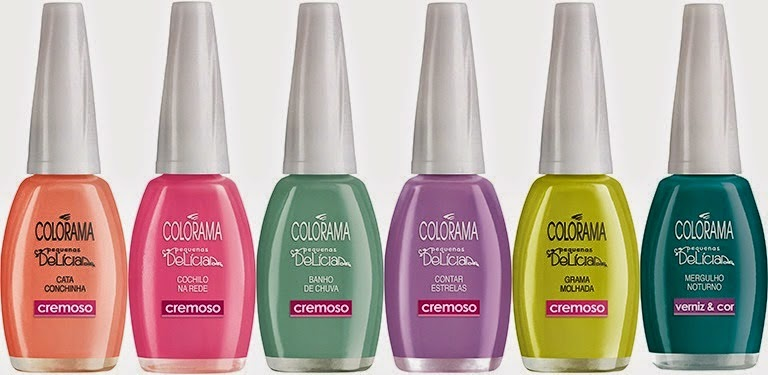 COLORAMA
pequenas
Delícias
CATA
CONCHINHA
cremoso
COLORAMA
pequenas
Delícias
COCHILO
NA REDE
cremoso
COLORAMA
pequenas
Delícias
BANHO
DE CHUVA
cremoso
COLORAMA
pequenas
Delícias
CONTAR
ESTRELAS
cremoso
COLORAMA
pequenas
Delícias
GRAMA
MOLHADA
cremoso
COLORAMA
pequenas
Delícias
MERGULHO
NOTURNO
verniz & cor